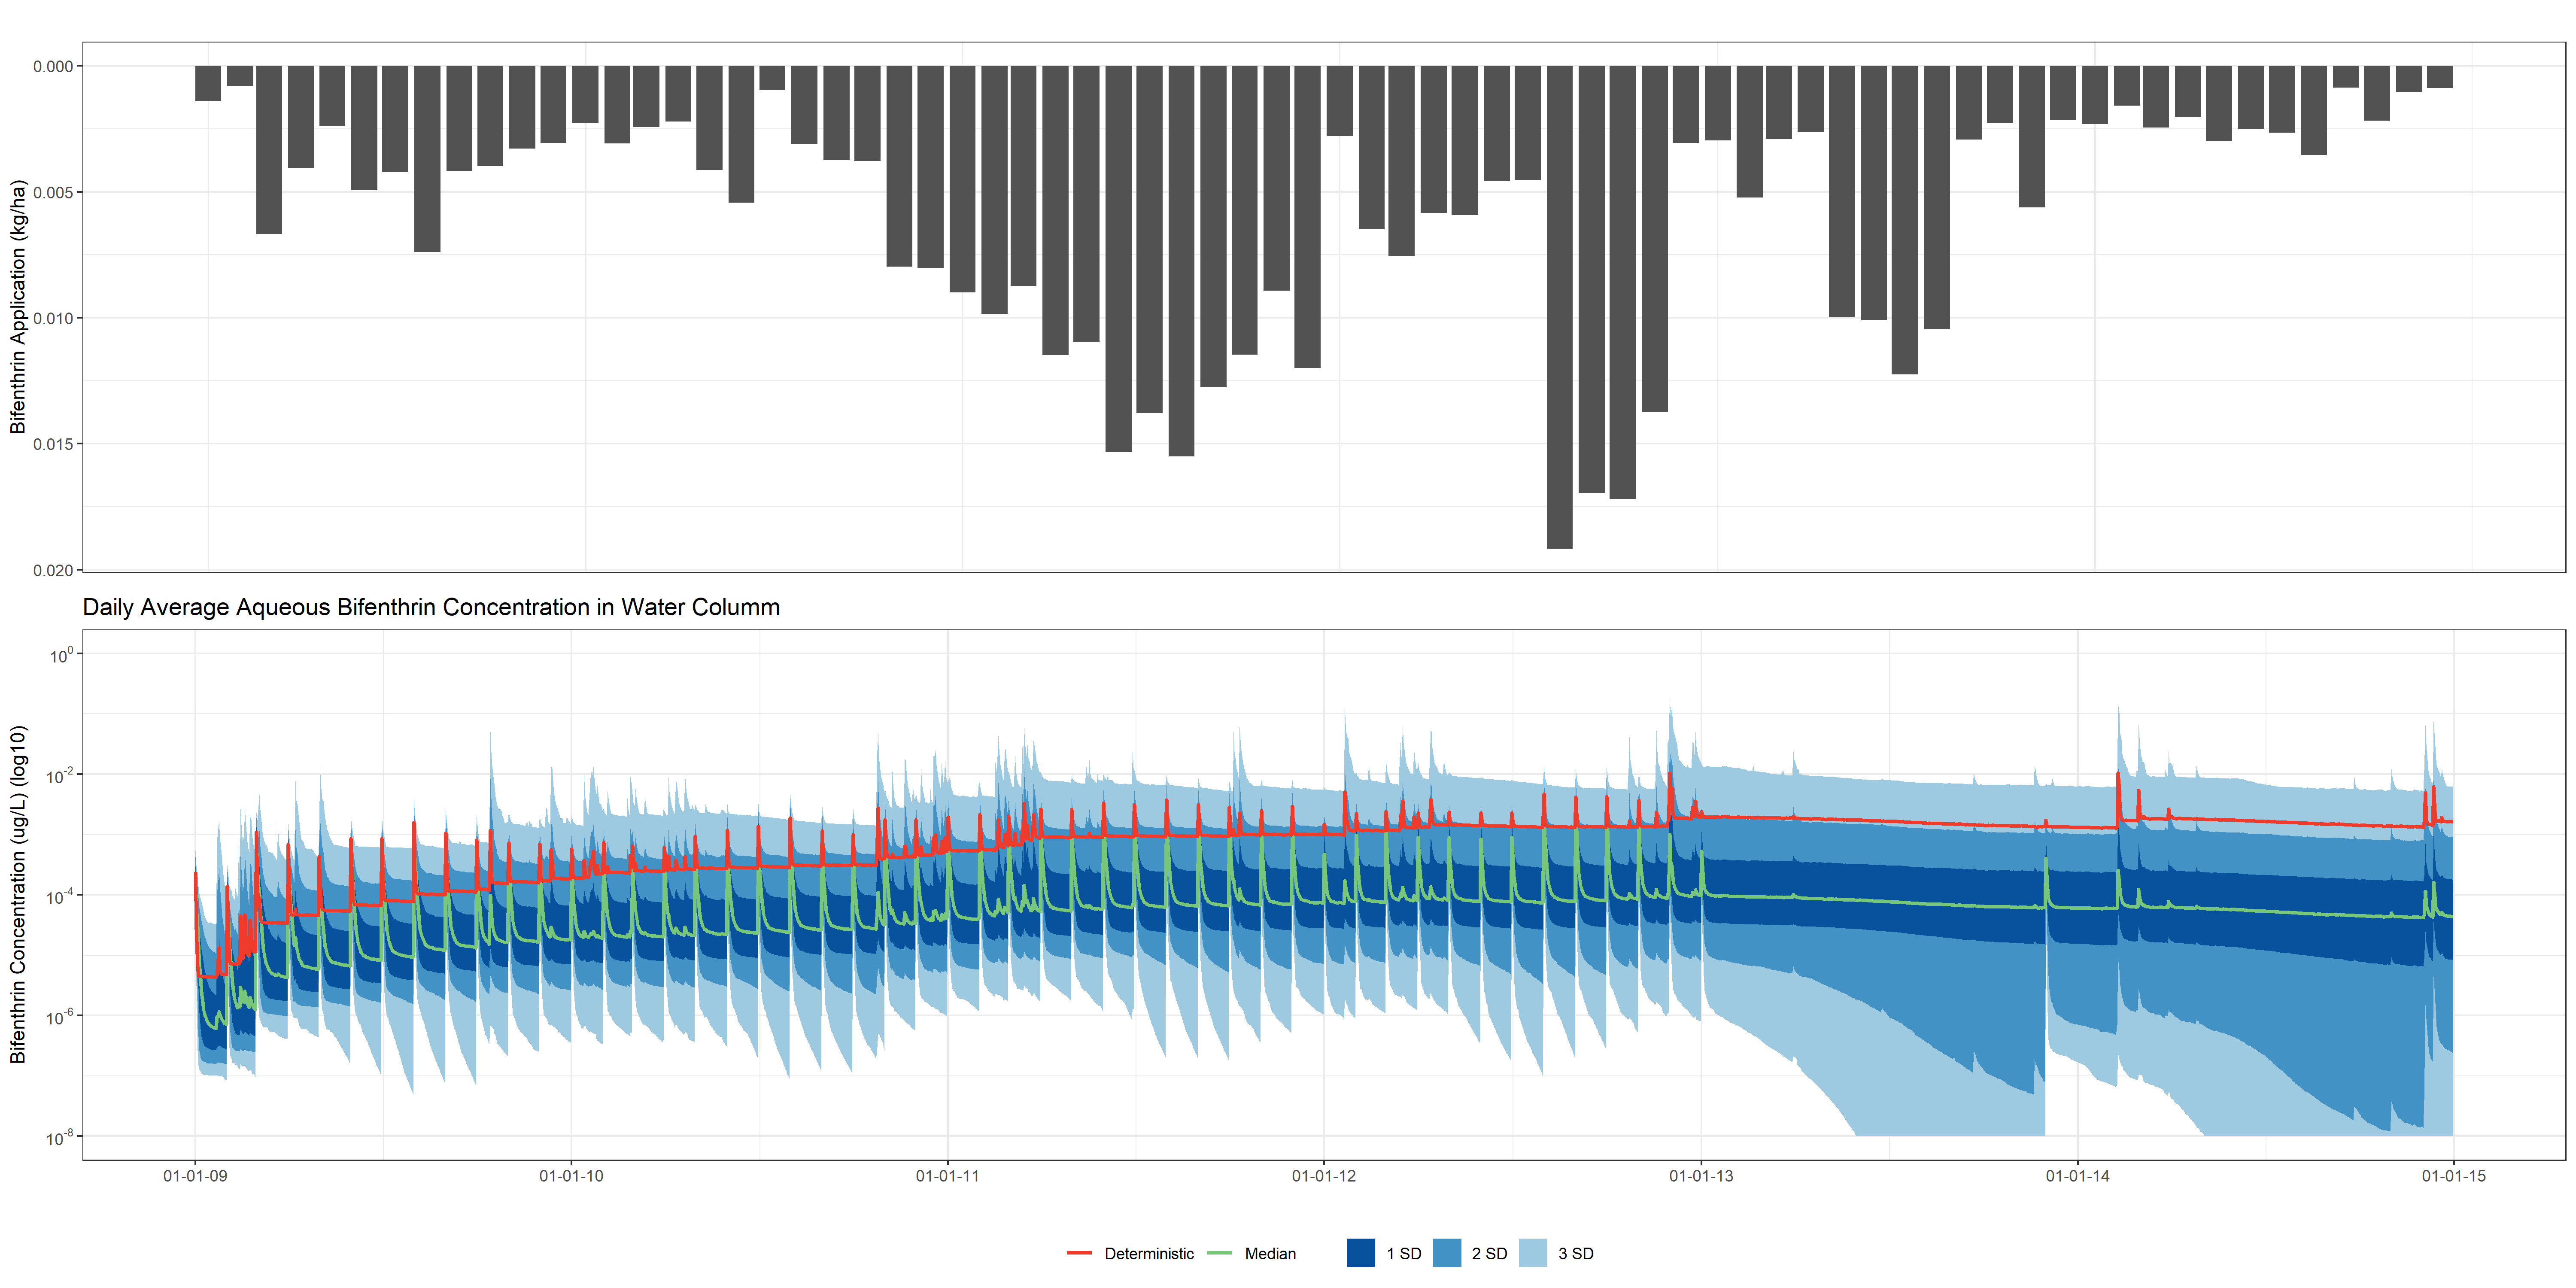 0.000
0.005
0.010
0.015
0.020
Bifenthrin Application (kg/ha)
Daily Average Aqueous Bifenthrin Concentration in Water Columm
10⁰
10⁻²
10⁻⁴
10⁻⁶
10⁻⁸
Bifenthrin Concentration (ug/L) (log10)
01-01-09 01-01-10 01-01-11 01-01-12 01-01-13 01-01-14 01-01-15
Deterministic Median 1 SD 2 SD 3 SD